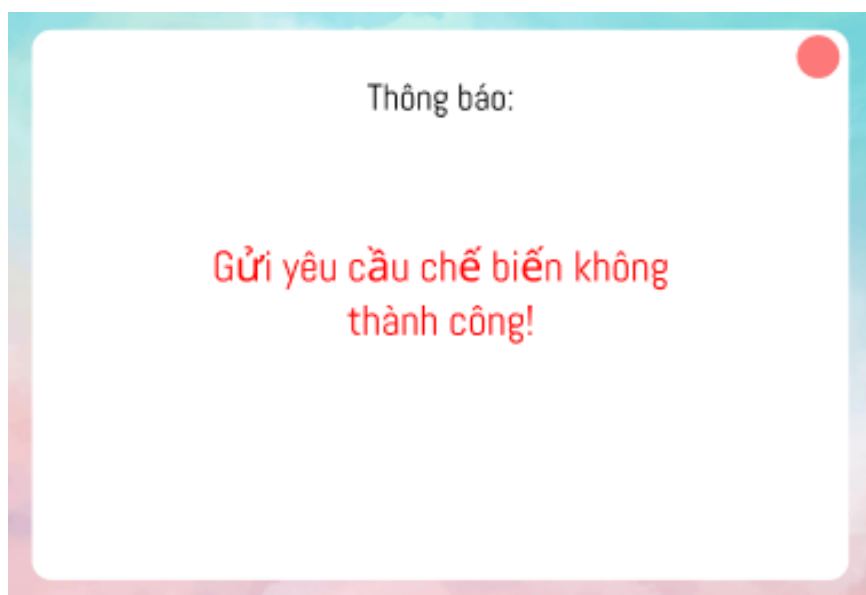 Thông báo:
Gửi yêu cầu chế biến không
thành công!